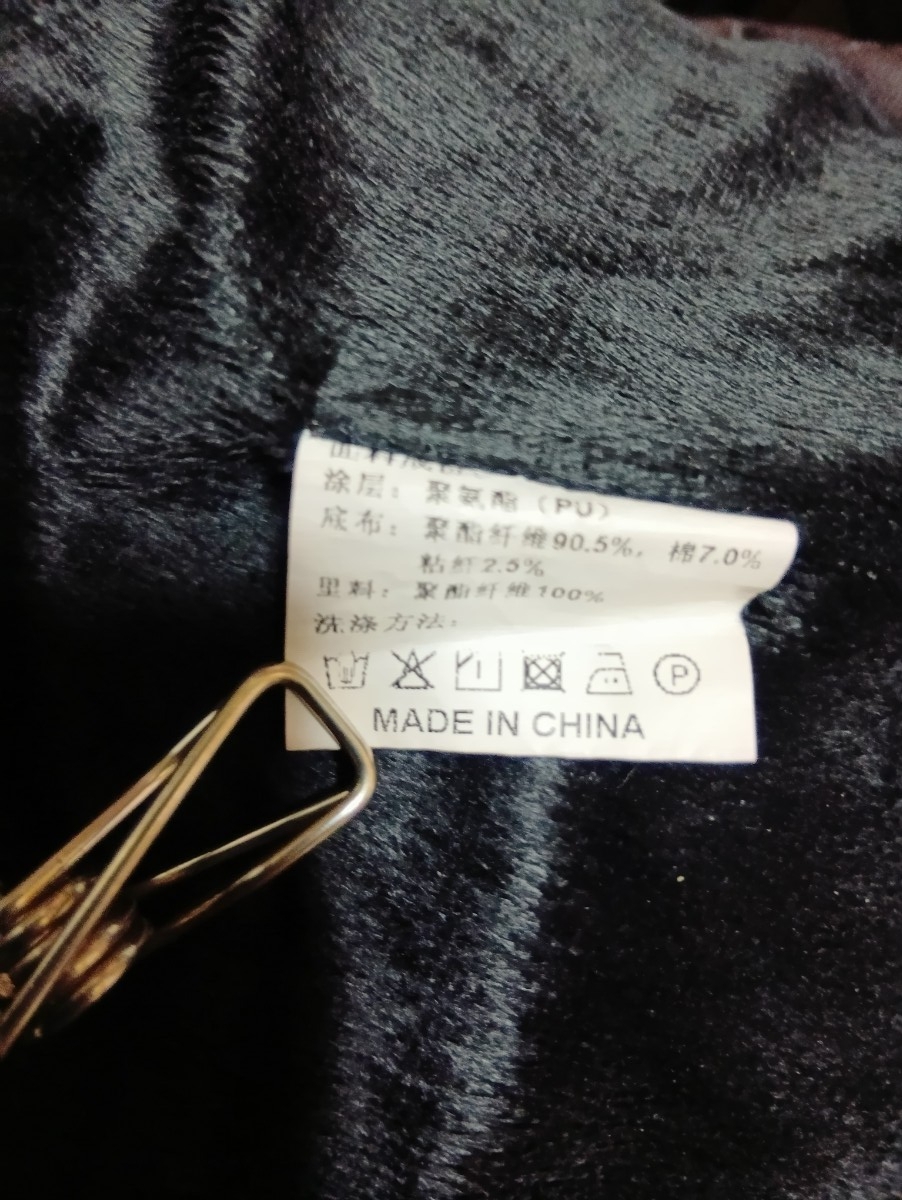 涂层：聚氨酯（PU）
底布：聚酯纤维90.5%，棉7.0%
粘纤2.5%
里料：聚酯纤维100%
洗涤方法：
P
MADE IN CHINA